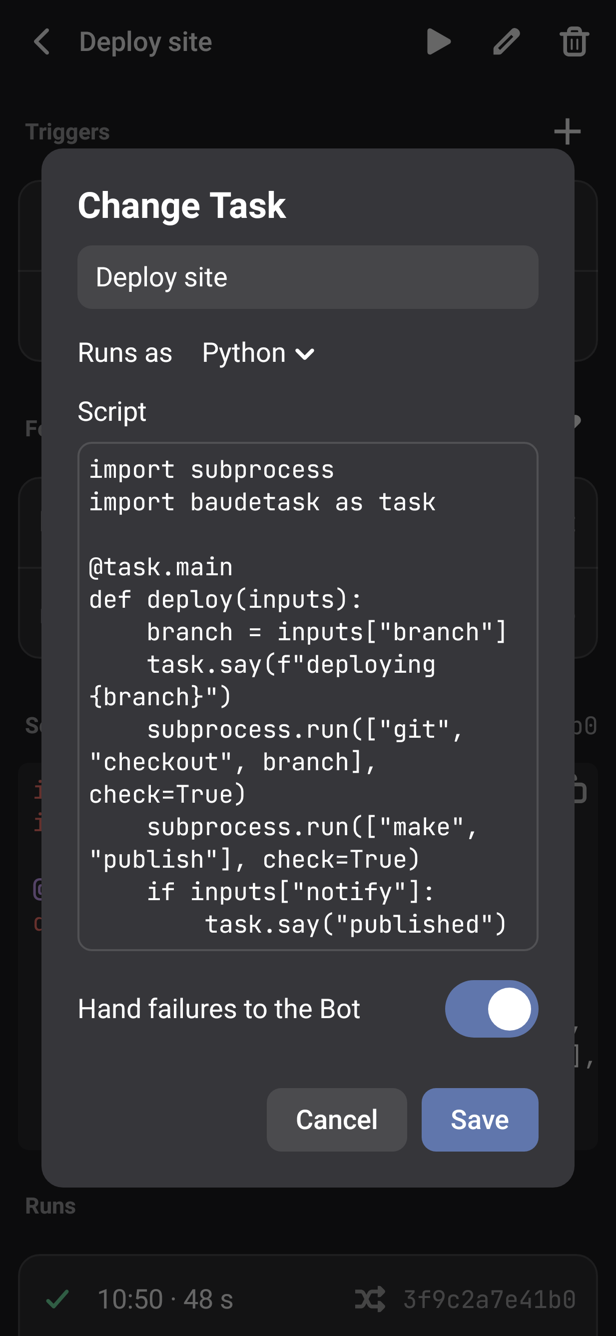 Deploy site
Triggers
Change Task
Deploy site
Runs as Python
Script
import subprocess
import baudetask as task

@task.main
def deploy(inputs):
    branch = inputs["branch"]
    task.say(f"deploying
{branch}")
    subprocess.run(["git",
"checkout", branch],
check=True)
    subprocess.run(["make",
"publish"], check=True)
    if inputs["notify"]:
        task.say("published")
Hand failures to the Bot
Cancel Save
Runs
10:50 · 48 s 3f9c2a7e41b0